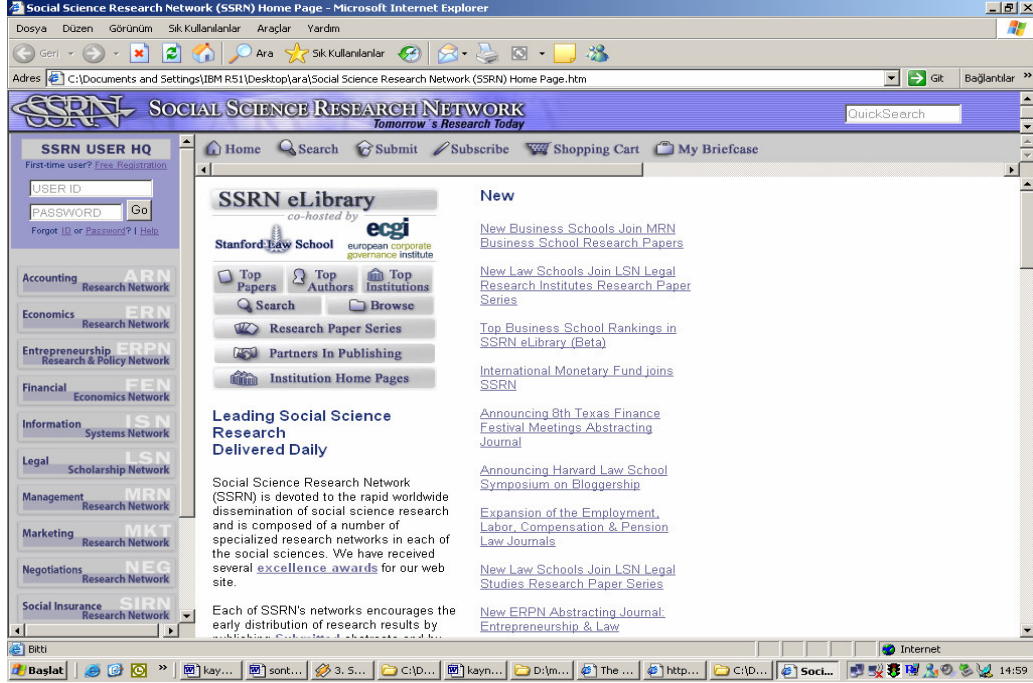 Social Science Research Network (SSRN) Home Page - Microsoft Internet Explorer
Dosya Düzen Görünüm Sık Kullanılanlar Araçlar Yardım
Geri Ara Sık Kullanılanlar
Adres C:\Documents and Settings\IBM R51\Desktop\ara\Social Science Research Network (SSRN) Home Page.htm Git Bağlantılar »
SSRN SOCIAL SCIENCE RESEARCH NETWORK
Tomorrow's Research Today
QuickSearch
SSRN USER HQ
First-time user? Free Registration
USER ID
PASSWORD Go
Forgot ID or Password? | Help
Accounting ARN
Research Network
Economics ERN
Research Network
Entrepreneurship ERPN
Research & Policy Network
Financial FEN
Economics Network
Information ISN
Systems Network
Legal LSN
Scholarship Network
Management MRN
Research Network
Marketing MKT
Research Network
Negotiations NEG
Research Network
Social Insurance SIRN
Research Network
Home Search Submit Subscribe Shopping Cart My Briefcase
SSRN eLibrary
co-hosted by
Stanford Law School
ecgi
european corporate
governance institute
Top Papers
Top Authors
Top Institutions
Search Browse
Research Paper Series
Partners In Publishing
Institution Home Pages
Leading Social Science
Research
Delivered Daily
Social Science Research Network
(SSRN) is devoted to the rapid worldwide
dissemination of social science research
and is composed of a number of
specialized research networks in each of
the social sciences. We have received
several excellence awards for our web
site.
Each of SSRN's networks encourages the
early distribution of research results by
New
New Business Schools Join MRN
Business School Research Papers
New Law Schools Join LSN Legal
Research Institutes Research Paper
Series
Top Business School Rankings in
SSRN eLibrary (Beta)
International Monetary Fund joins
SSRN
Announcing 8th Texas Finance
Festival Meetings Abstracting
Journal
Announcing Harvard Law School
Symposium on Bloggership
Expansion of the Employment,
Labor, Compensation & Pension
Law Journals
New Law Schools Join LSN Legal
Studies Research Paper Series
New ERPN Abstracting Journal:
Entrepreneurship & Law
Bitti Internet
Başlat » kay... sont... 3. S... C:\D... kayn... D:\m... The ... http... C:\D... Soci... 14:59